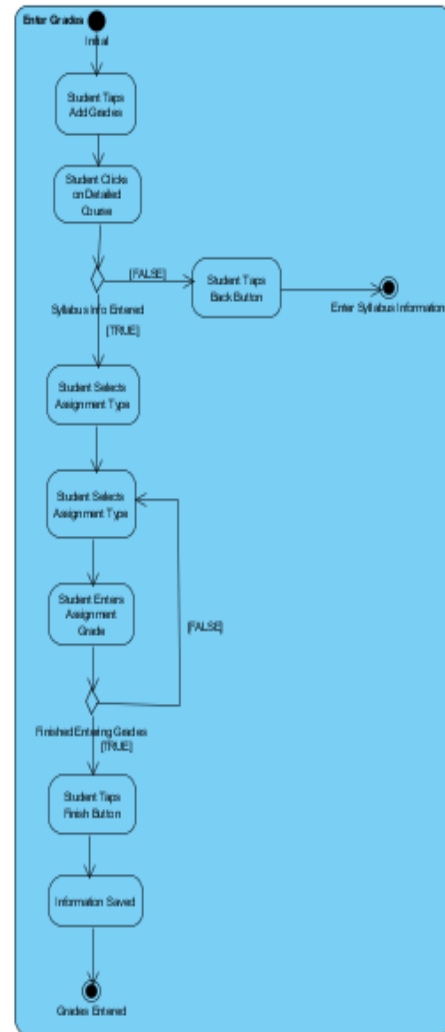 Enter Grades
Initial
Student Taps
Add Grades
Student Clicks
on Detailed
Course
[FALSE]
Student Taps
Back Button
Syllabus Info Entered
Enter Syllabus Information
[TRUE]
Student Selects
Assignment Type
Student Selects
Assignment Type
Student Enters
Assignment
Grade
[FALSE]
Finished Entering Grades
[TRUE]
Student Taps
Finish Button
Information Saved
Grades Entered